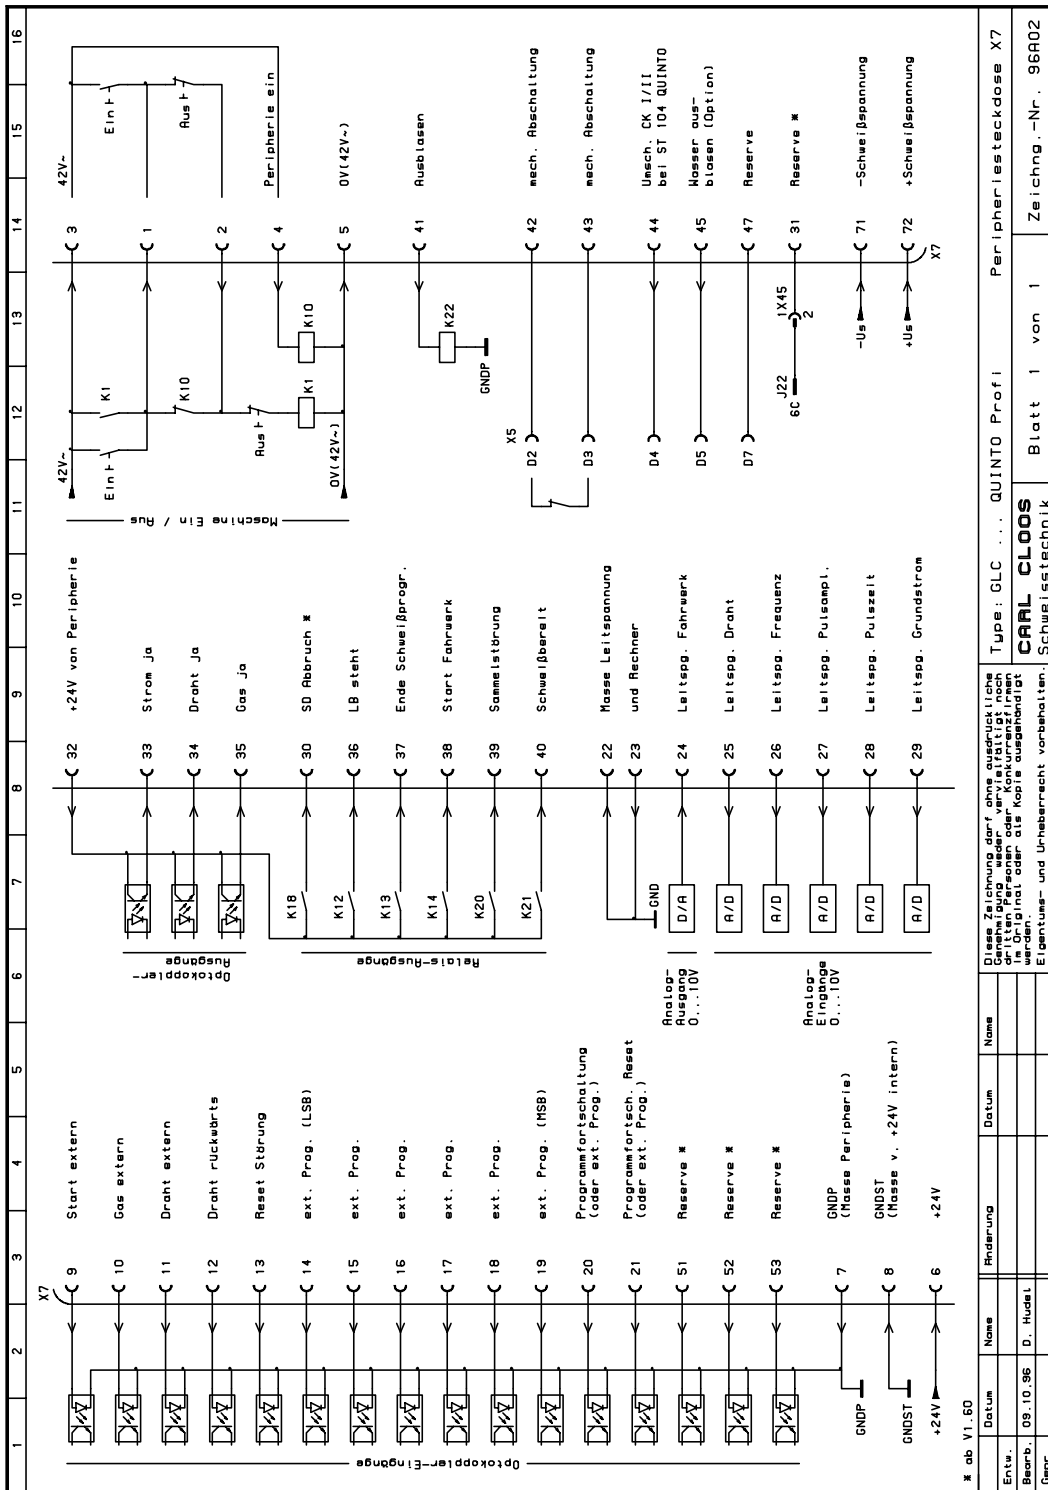 1 2 3 4 5 6 7 8 9 10 11 12 13 14 15 16
X7
9 Start extern
10 Gas extern
11 Draht extern
12 Draht rückwärts
13 Reset Störung
14 ext. Prog. (LSB)
15 ext. Prog.
16 ext. Prog.
17 ext. Prog.
18 ext. Prog.
19 ext. Prog. (MSB)
20 Programmfortschaltung
(oder ext. Prog.)
21 Programmfortsch. Reset
(oder ext. Prog.)
51 Reserve *
52 Reserve *
53 Reserve *
7 GNDP
(Masse Peripherie)
8 GNDST
(Masse v. +24V intern)
6 +24V
GNDP
GNDST
+24V
Optokoppler-Eingänge
* ab V1.60
32 +24V von Peripherie
33 Strom ja
34 Draht ja
35 Gas ja
30 SD Abbruch *
36 LB steht
37 Ende Schweißprogr.
38 Start Fahrwerk
39 Sammelstörung
40 Schweißbereit
22 Masse Leitspannung
23 und Rechner
24 Leitspg. Fahrwerk
25 Leitspg. Draht
26 Leitspg. Frequenz
27 Leitspg. Pulsampl.
28 Leitspg. Pulszeit
29 Leitspg. Grundstrom
K18
K12
K13
K14
K20
K21
GND
D/A
A/D
A/D
A/D
A/D
A/D
Optokoppler-
Ausgänge
Relais-Ausgänge
Analog-
Ausgang
0...10V
Analog-
Eingänge
0...10V
42V~
Ein
Aus
3
1
2
4 Peripherie ein
5 0V(42V~)
41 Ausblasen
42 mech. Abschaltung
43 mech. Abschaltung
44 Umsch. CK I/II
bei ST 104 QUINTO
45 Wasser aus-
blasen (Option)
47 Reserve
31 Reserve *
71 -Schweißspannung
72 +Schweißspannung
X7
42V~
Ein
K1
K10
Aus
K1
K10
0V(42V~)
K22
GNDP
X5
D2
D3
D4
D5
D7
J22
6C
1X45
2
-Us
+Us
Maschine Ein / Aus
Datum Name Änderung Datum Name
Entw.
Bearb. 09.10.96 D. Hudel
Gepr.
Diese Zeichnung darf ohne ausdrückliche
Genehmigung weder vervielfältigt noch
dritten Personen oder Konkurrenzfirmen
im Original oder als Kopie ausgehändigt
werden.
Eigentums- und Urheberrecht vorbehalten.
Type: GLC ... QUINTO Profi Peripheriesteckdose X7
CARL CLOOS
Schweisstechnik
Blatt 1 von 1
Zeichng.-Nr. 96A02